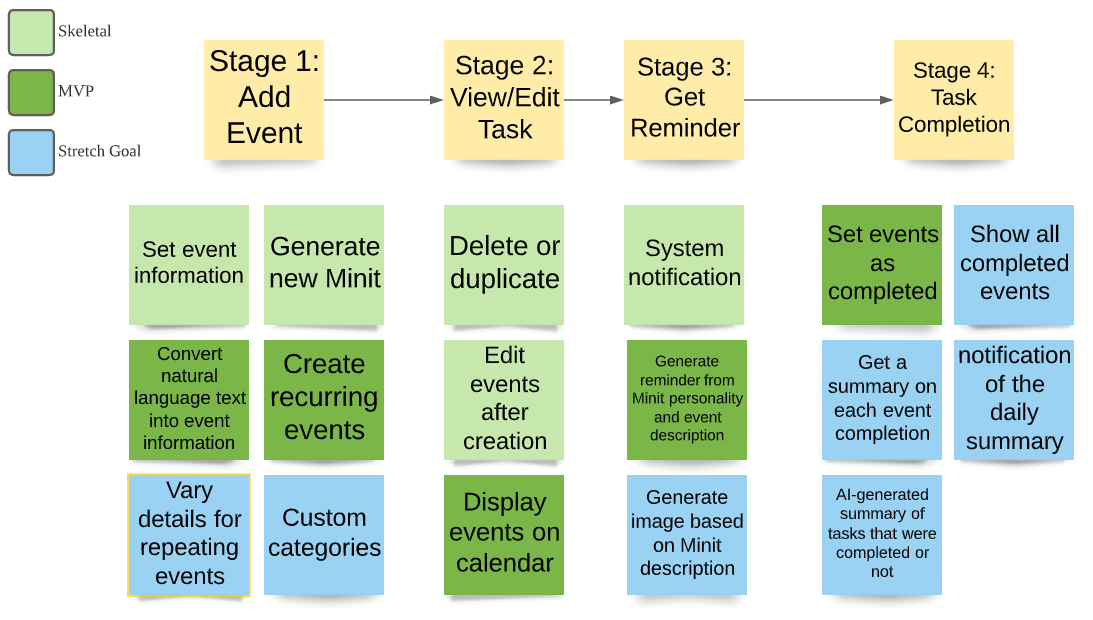 Skeletal
MVP
Stretch Goal
Stage 1:
Add
Event
Stage 2:
View/Edit
Task
Stage 3:
Get
Reminder
Stage 4:
Task
Completion
Set event
information
Generate
new Minit
Delete or
duplicate
System
notification
Set events
as
completed
Show all
completed
events
Convert
natural
language text
into event
information
Create
recurring
events
Edit
events
after
creation
Generate
reminder from
Minit personality
and event
description
Get a
summary on
each event
completion
notification
of the
daily
summary
Vary
details for
repeating
events
Custom
categories
Display
events on
calendar
Generate
image based
on Minit
description
AI-generated
summary of
tasks that were
completed or
not